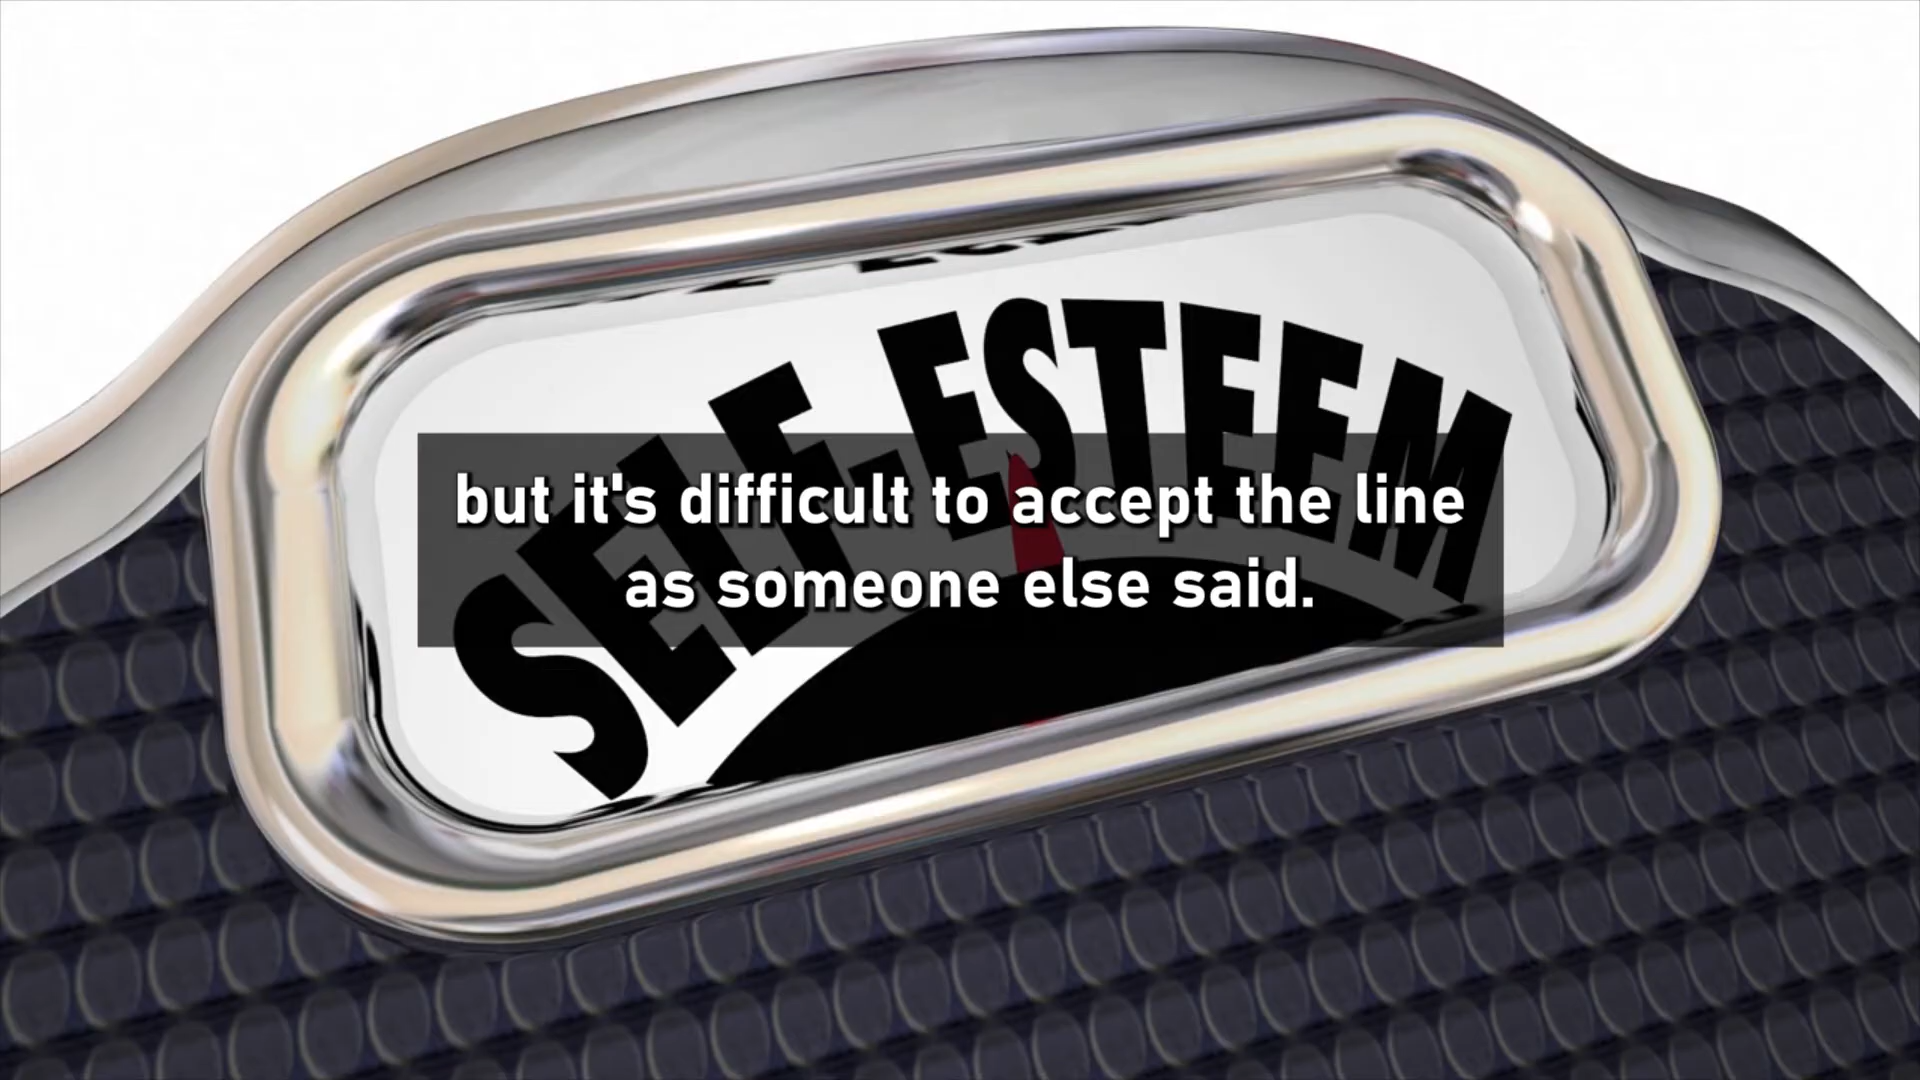 SELF-ESTEEM
but it's difficult to accept the line
as someone else said.